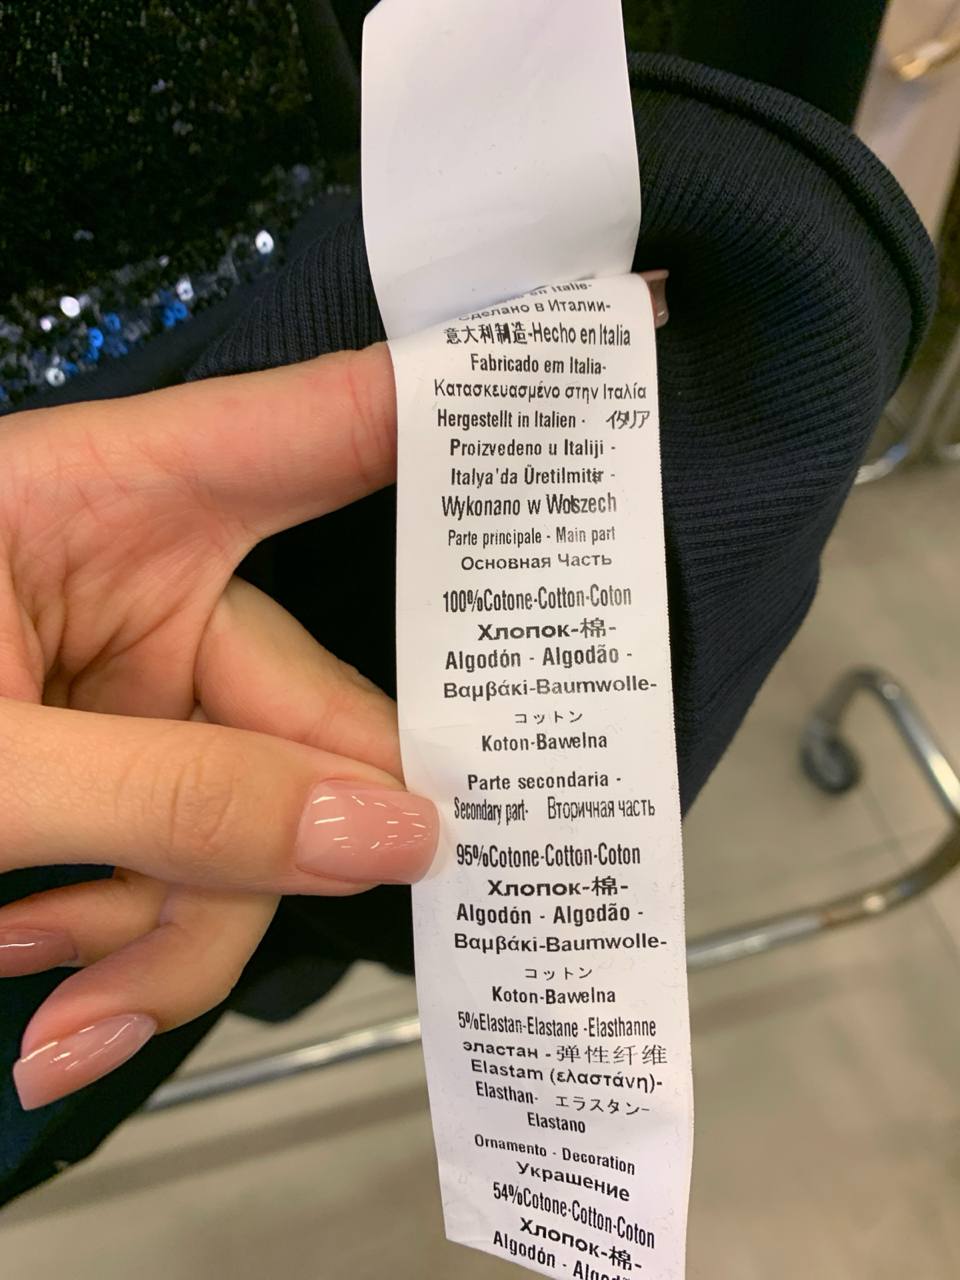 en Italie-
Сделано в Италии-
意大利制造-Hecho en Italia
Fabricado em Italia-
Κατασκευασμένο στην Ιταλία
Hergestellt in Italien - イタリア
Proizvedeno u Italiji -
Italya'da Üretilmitir -
Wykonano w Woszech
Parte principale - Main part
Основная Часть
100%Cotone-Cotton-Coton
Хлопок-棉-
Algodón - Algodão -
Βαμβάκι-Baumwolle-
コットン
Koton-Bawelna
Parte secondaria -
Secondary part- Вторичная часть
95%Cotone-Cotton-Coton
Хлопок-棉-
Algodón - Algodão -
Βαμβάκι-Baumwolle-
コットン
Koton-Bawelna
5%Elastan-Elastane -Elasthanne
эластан - 弹性纤维
Elastam (ελαστάνη)-
Elasthan- エラスタン-
Elastano
Ornamento - Decoration
Украшение
54%Cotone-Cotton-Coton
Хлопок-棉-
Algodón -